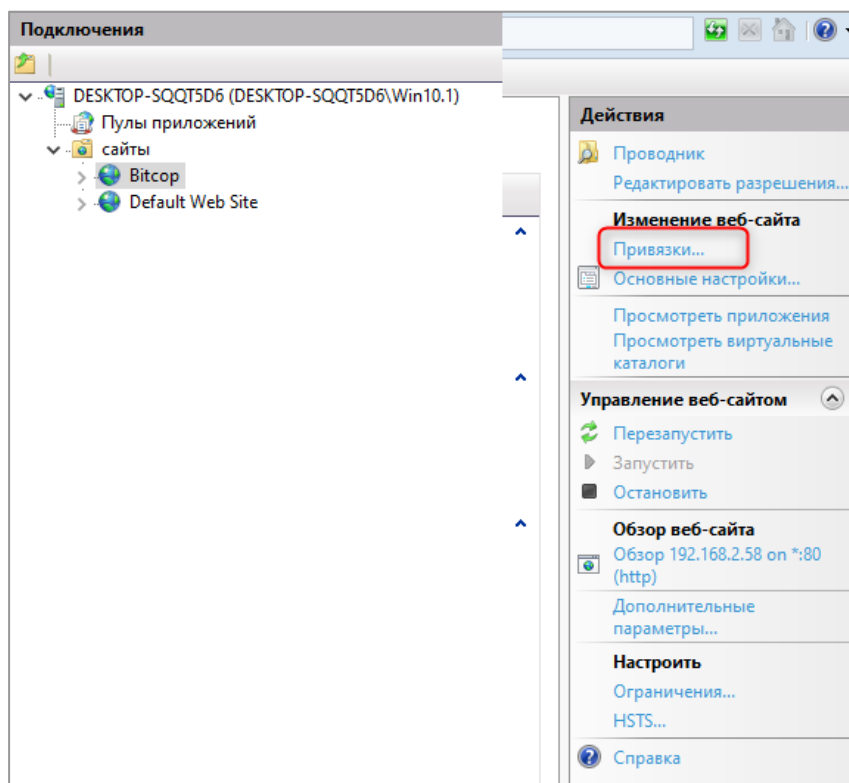 Подключения
DESKTOP-SQQT5D6 (DESKTOP-SQQT5D6\Win10.1)
Пулы приложений
сайты
Bitcop
Default Web Site
Действия
Проводник
Редактировать разрешения...
Изменение веб-сайта
Привязки...
Основные настройки...
Просмотреть приложения
Просмотреть виртуальные
каталоги
Управление веб-сайтом
Перезапустить
Запустить
Остановить
Обзор веб-сайта
Обзор 192.168.2.58 on *:80
(http)
Дополнительные
параметры...
Настроить
Ограничения...
HSTS...
Справка